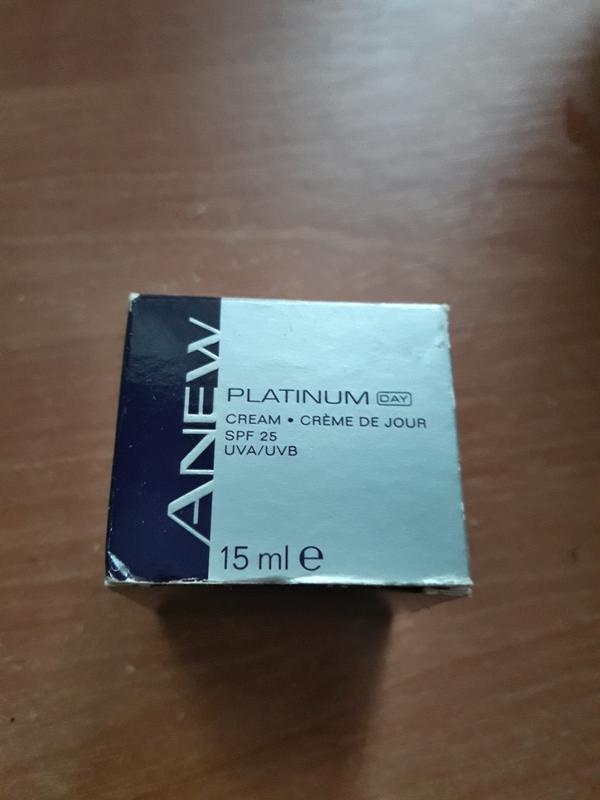 ANEW
PLATINUM DAY
CREAM • CRÈME DE JOUR
SPF 25
UVA/UVB
15 ml ℮